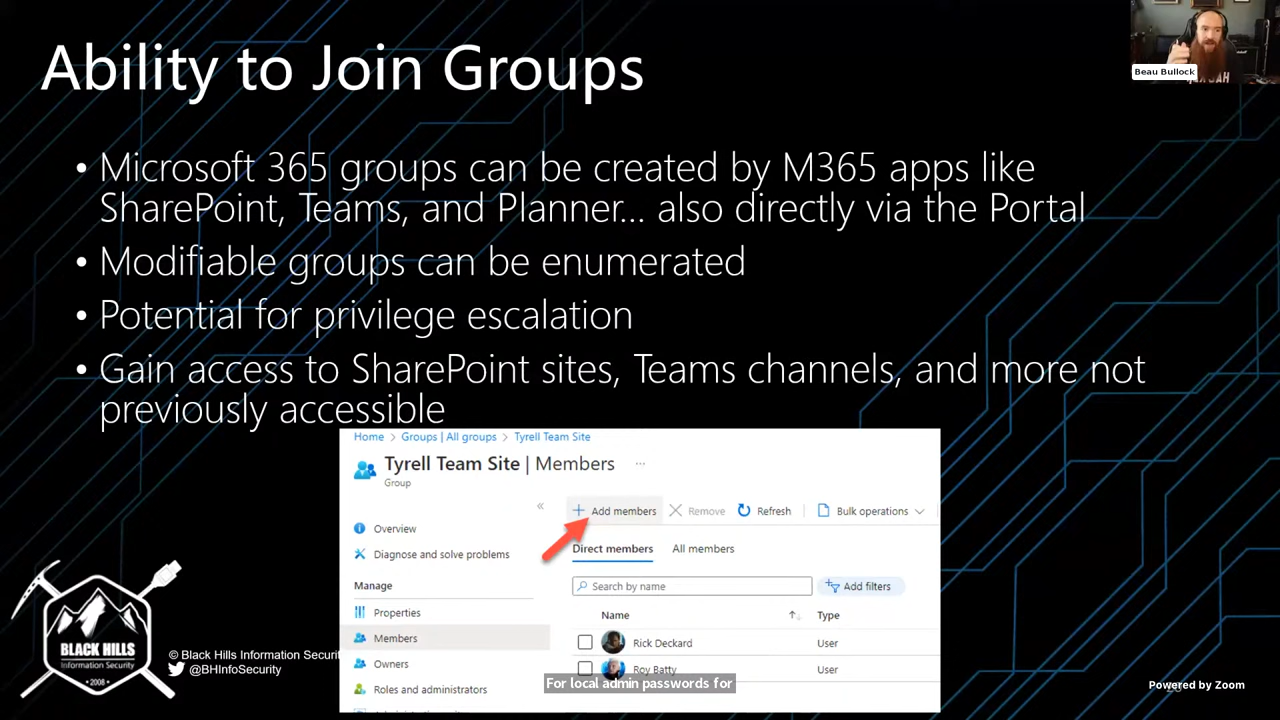 Ability to Join Groups
Beau Bullock
• Microsoft 365 groups can be created by M365 apps like
SharePoint, Teams, and Planner... also directly via the Portal
• Modifiable groups can be enumerated
• Potential for privilege escalation
• Gain access to SharePoint sites, Teams channels, and more not
previously accessible
Home > Groups | All groups > Tyrell Team Site
Tyrell Team Site | Members ...
Group
«
Overview
Diagnose and solve problems
Manage
Properties
Members
Owners
Roles and administrators
+ Add members Remove Refresh Bulk operations
Direct members All members
Search by name Add filters
Name Type
Rick Deckard User
Roy Batty User
For local admin passwords for
BLACK HILLS
Information Security
• 2008 •
© Black Hills Information Securit
@BHInfoSecurity
Powered by Zoom